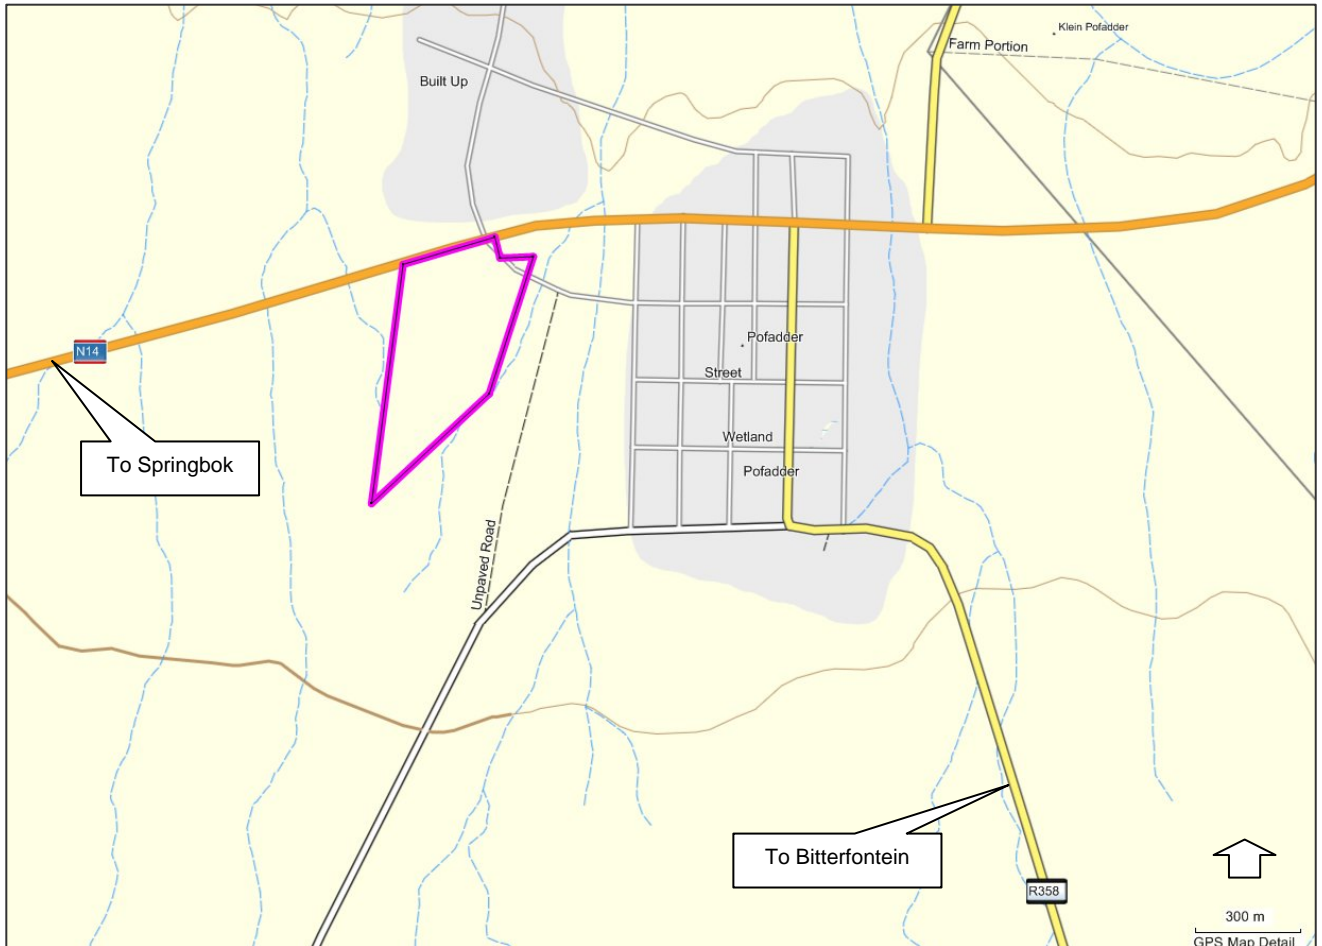 Klein Pofadder
Farm Portion
Built Up
Pofadder
N14
Street
Wetland
To Springbok
Pofadder
Unpaved Road
To Bitterfontein
R358
300 m
GPS Map Detail